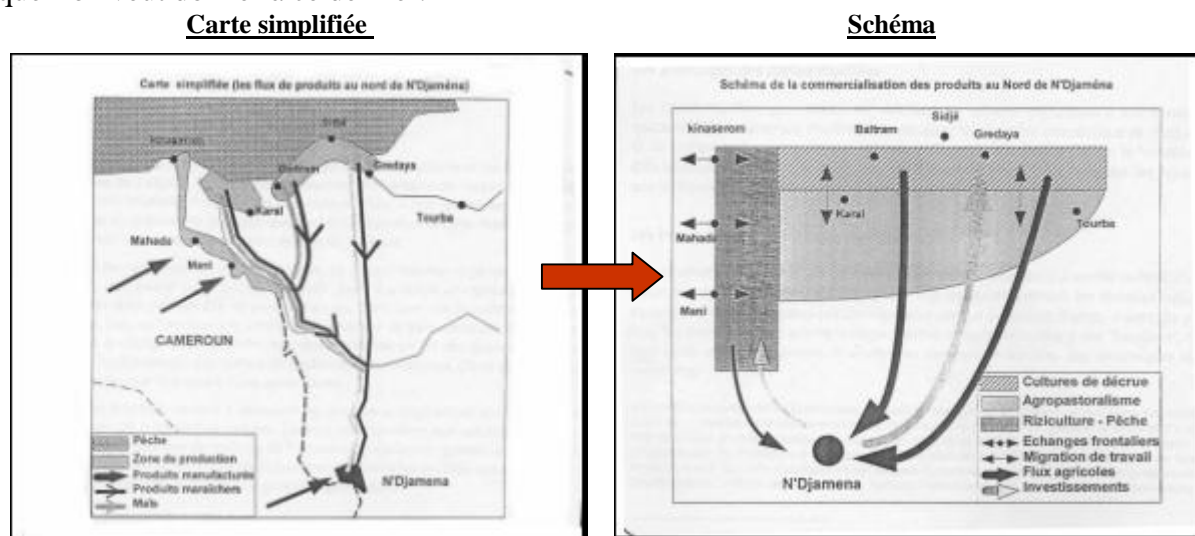 Carte simplifiée
Schéma
Carte simplifiée (les flux de produits au nord de N'Djaména)
kinaserom
Sidjé
Baltram
Gredaya
Karal
Tourba
Mahada
Mani
CAMEROUN
N'Djamena
Pêche
Zone de production
Produits manufacturés
Produits maraîchers
Maïs
Schéma de la commercialisation des produits au Nord de N'Djaména
kinaserom
Baltram
Sidjé
Gredaya
Karal
Tourba
Mahada
Mani
N'Djamena
Cultures de décrue
Agropastoralisme
Riziculture - Pêche
Echanges frontaliers
Migration de travail
Flux agricoles
Investissements